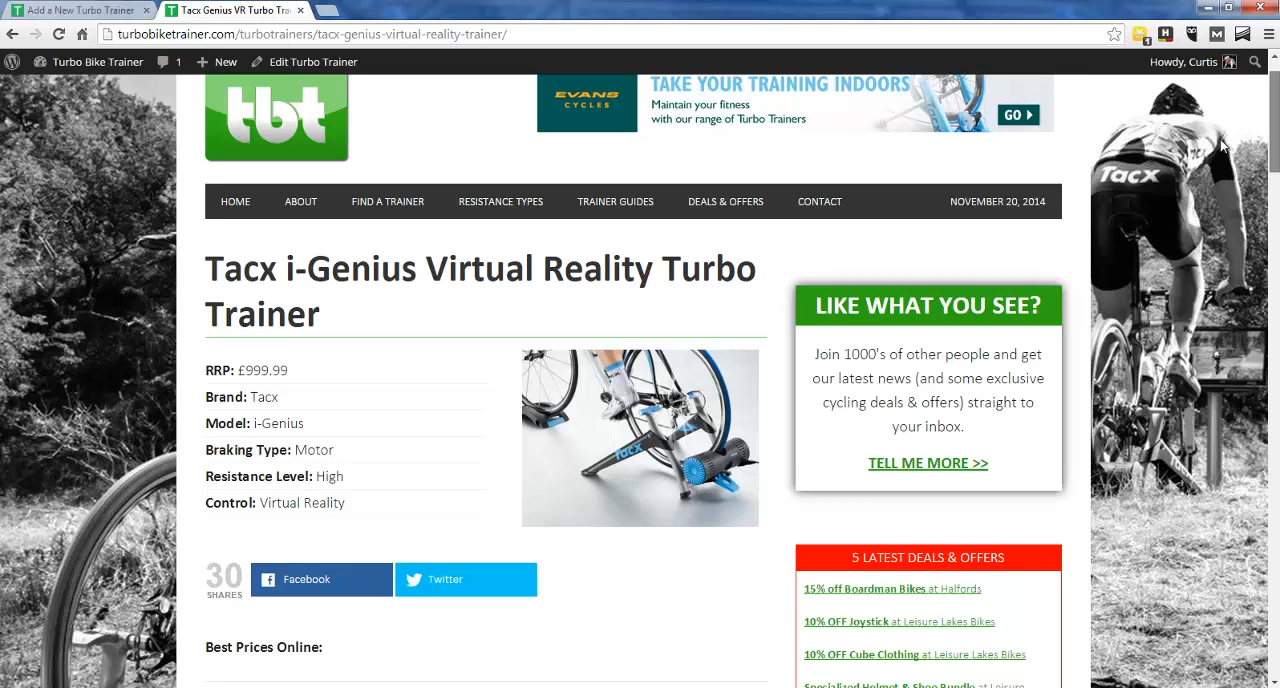 Add a New Turbo Trainer
Tacx Genius VR Turbo Tra
turbobiketrainer.com/turbotrainers/tacx-genius-virtual-reality-trainer/
Turbo Bike Trainer 1 New Edit Turbo Trainer Howdy, Curtis
tbt
EVANS
CYCLES
TAKE YOUR TRAINING INDOORS
Maintain your fitness
with our range of Turbo Trainers
GO
Tacx
HOME ABOUT FIND A TRAINER RESISTANCE TYPES TRAINER GUIDES DEALS & OFFERS CONTACT NOVEMBER 20, 2014
Tacx i-Genius Virtual Reality Turbo
Trainer
RRP: £999.99
Brand: Tacx
Model: i-Genius
Braking Type: Motor
Resistance Level: High
Control: Virtual Reality
Tacx
30
SHARES
Facebook
Twitter
Best Prices Online:
LIKE WHAT YOU SEE?
Join 1000's of other people and get
our latest news (and some exclusive
cycling deals & offers) straight to
your inbox.
TELL ME MORE >>
5 LATEST DEALS & OFFERS
15% off Boardman Bikes at Halfords
10% OFF Joystick at Leisure Lakes Bikes
10% OFF Cube Clothing at Leisure Lakes Bikes
Specialized Helmet & Shoe Bundle at Leisure